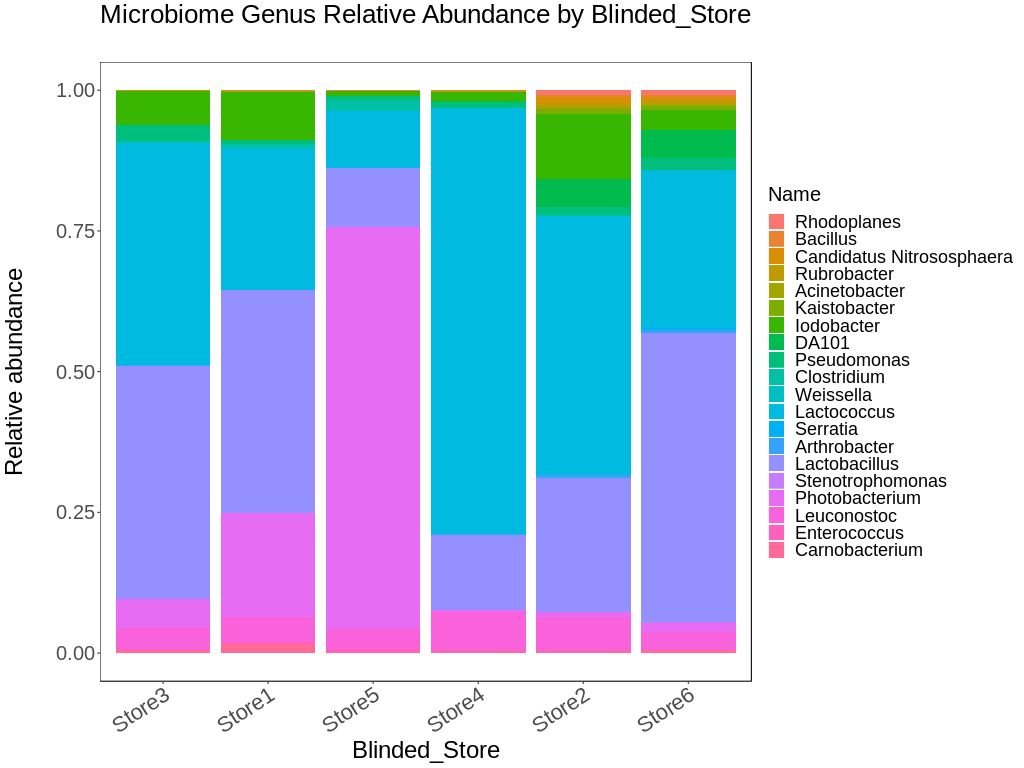 Microbiome Genus Relative Abundance by Blinded_Store
1.00
0.75
0.50
0.25
0.00
Relative abundance
Store3
Store1
Store5
Store4
Store2
Store6
Blinded_Store
Name
Rhodoplanes
Bacillus
Candidatus Nitrososphaera
Rubrobacter
Acinetobacter
Kaistobacter
Iodobacter
DA101
Pseudomonas
Clostridium
Weissella
Lactococcus
Serratia
Arthrobacter
Lactobacillus
Stenotrophomonas
Photobacterium
Leuconostoc
Enterococcus
Carnobacterium